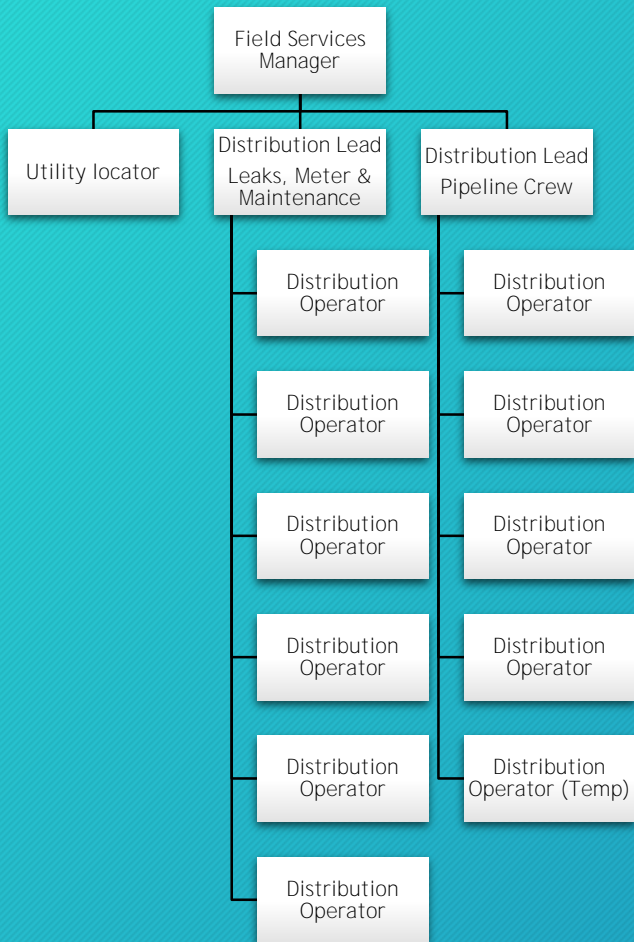 Field Services
Manager
Utility locator
Distribution Lead
Leaks, Meter &
Maintenance
Distribution Lead
Pipeline Crew
Distribution
Operator
Distribution
Operator
Distribution
Operator
Distribution
Operator
Distribution
Operator
Distribution
Operator
Distribution
Operator
Distribution
Operator
Distribution
Operator
Distribution
Operator
Distribution
Operator (Temp)